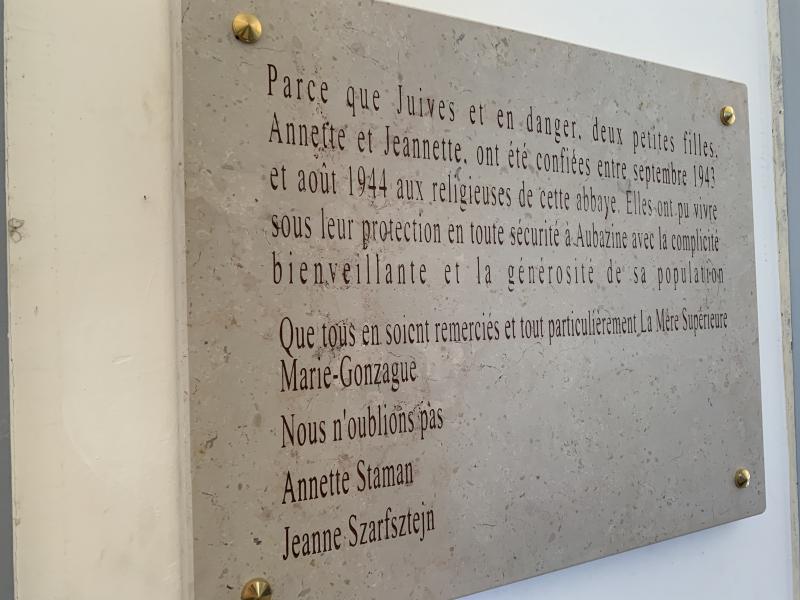 Parce que Juives et en danger, deux petites filles,
Annette et Jeannette, ont été confiées entre septembre 1943
et août 1944 aux religieuses de cette abbaye. Elles ont pu vivre
sous leur protection en toute sécurité à Aubazine avec la complicité
bienveillante et la générosité de sa population
Que tous en soient remerciés et tout particulièrement La Mère Supérieure
Marie-Gonzague
Nous n'oublions pas
Annette Staman
Jeanne Szarfsztejn